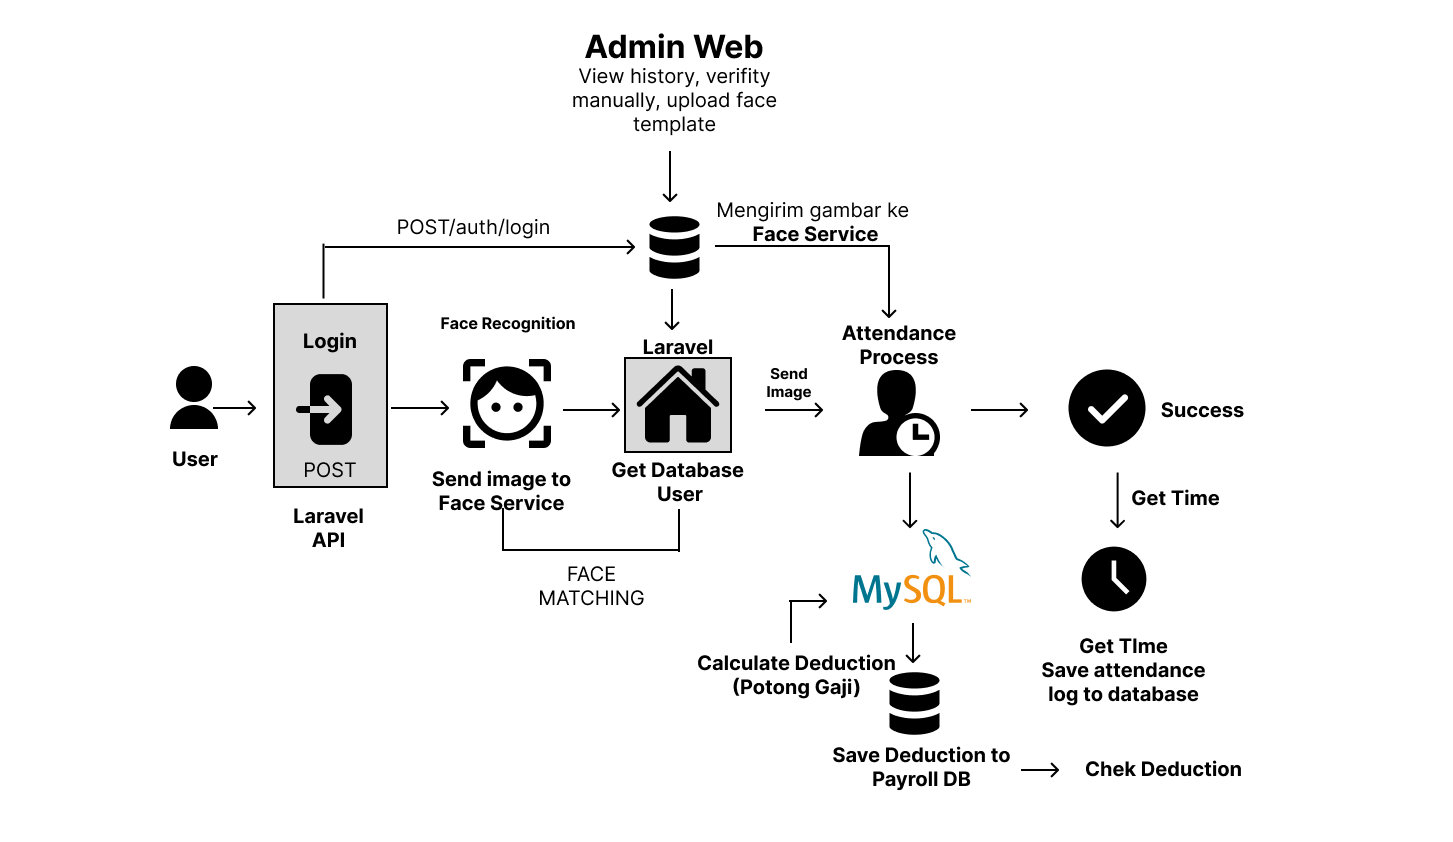 Admin Web
View history, verifity
manually, upload face
template
POST/auth/login
Mengirim gambar ke
Face Service
Login
POST
Laravel
API
User
Face Recognition
Send image to
Face Service
Laravel
Get Database
User
FACE
MATCHING
Send
Image
Attendance
Process
Success
Get Time
MySQL™
Get TIme
Save attendance
log to database
Calculate Deduction
(Potong Gaji)
Save Deduction to
Payroll DB
Chek Deduction